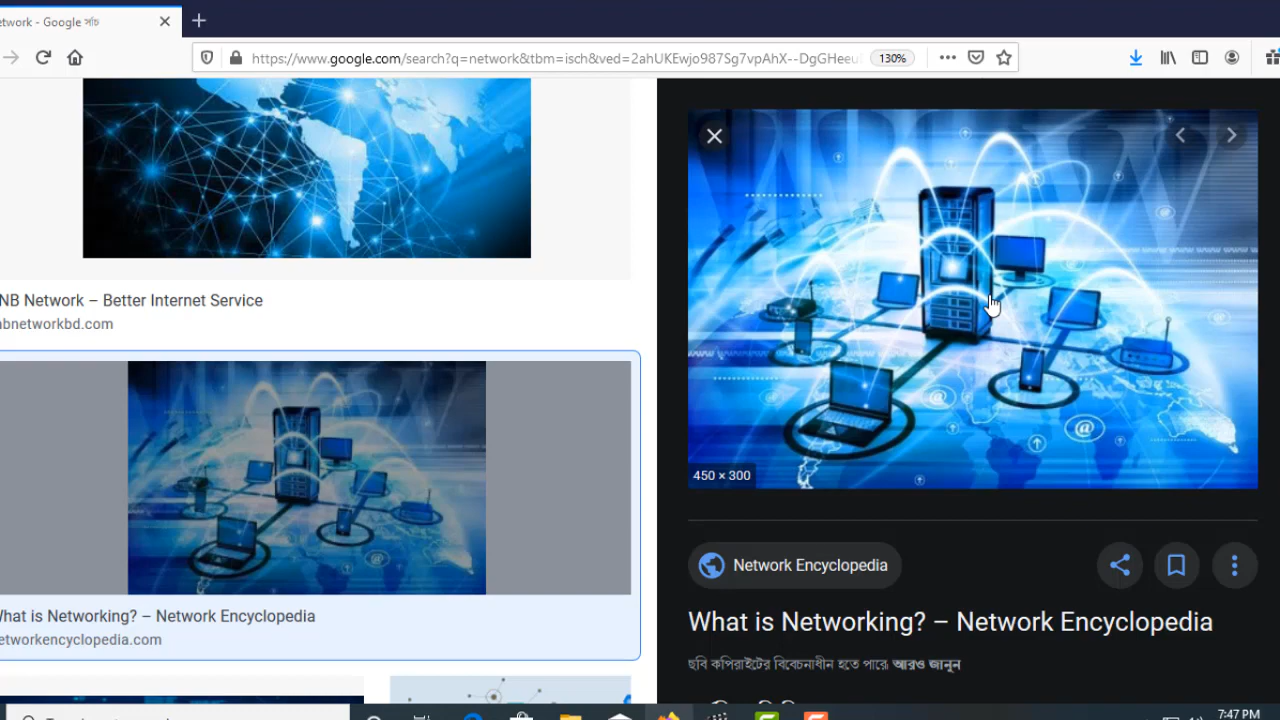 etwork - Google সার্চ
https://www.google.com/search?q=network&tbm=isch&ved=2ahUKEwjo987Sg7vpAhX--DgGHeeu
130%
NB Network – Better Internet Service
nbnetworkbd.com
What is Networking? – Network Encyclopedia
etworkencyclopedia.com
450 × 300
Network Encyclopedia
What is Networking? – Network Encyclopedia
ছবি কপিরাইটের বিবেচনাধীন হতে পারে৷ আরও জানুন
7:47 PM